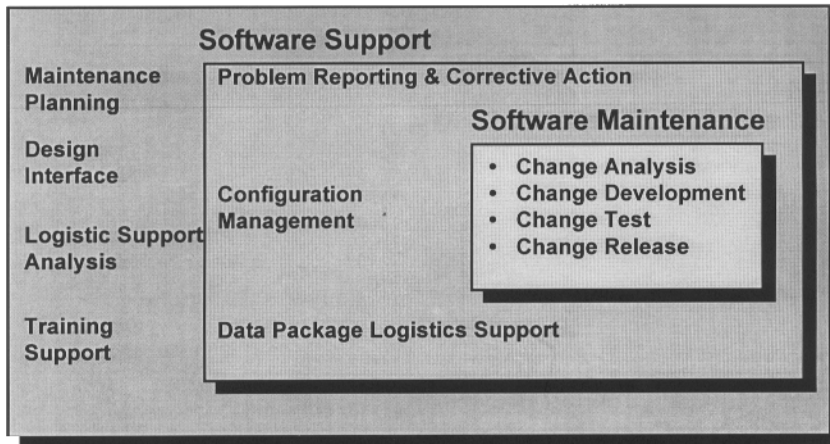 Software Support
Maintenance
Planning
Design
Interface
Logistic Support
Analysis
Training
Support
Problem Reporting & Corrective Action
Configuration
Management
Data Package Logistics Support
Software Maintenance
• Change Analysis
• Change Development
• Change Test
• Change Release